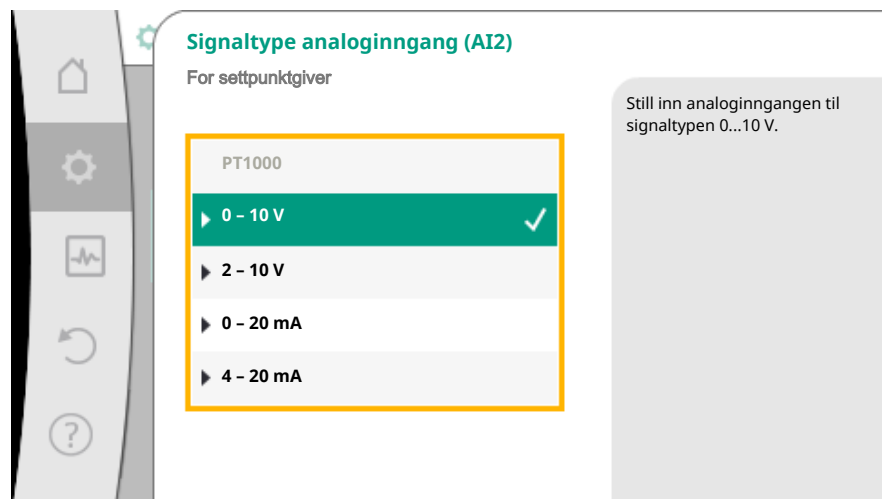 Signaltype analoginngang (AI2)
For settpunktgiver
Still inn analoginngangen til
signaltypen 0...10 V.
PT1000
0 – 10 V
2 – 10 V
0 – 20 mA
4 – 20 mA
?